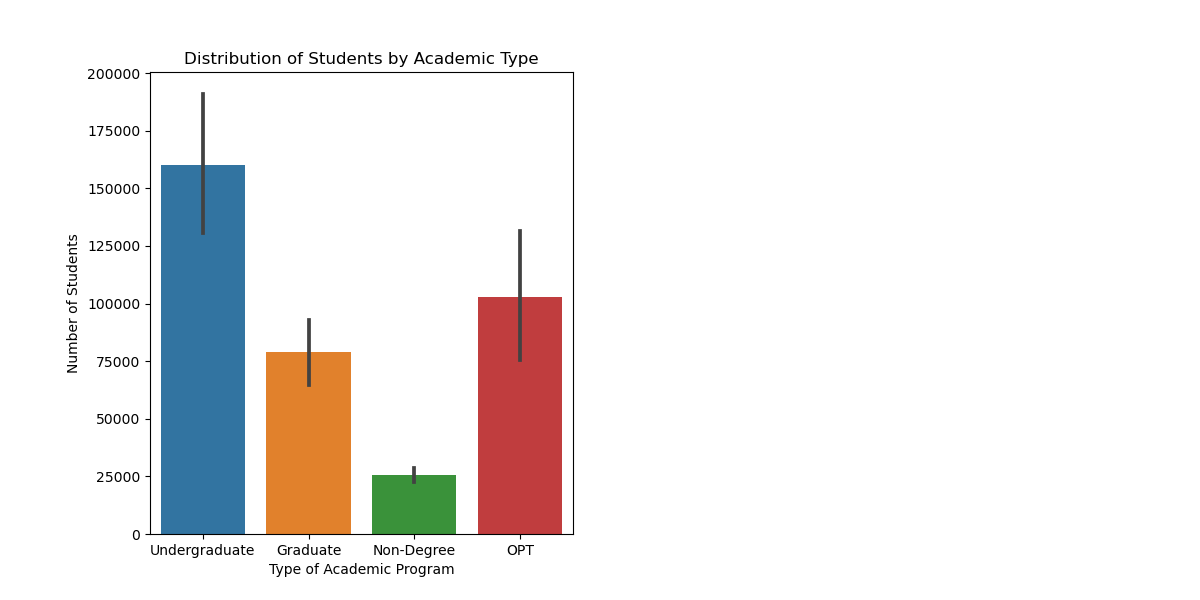 Distribution of Students by Academic Type
200000
175000
150000
125000
100000
75000
50000
25000
0
Number of Students
Undergraduate Graduate Non-Degree OPT
Type of Academic Program